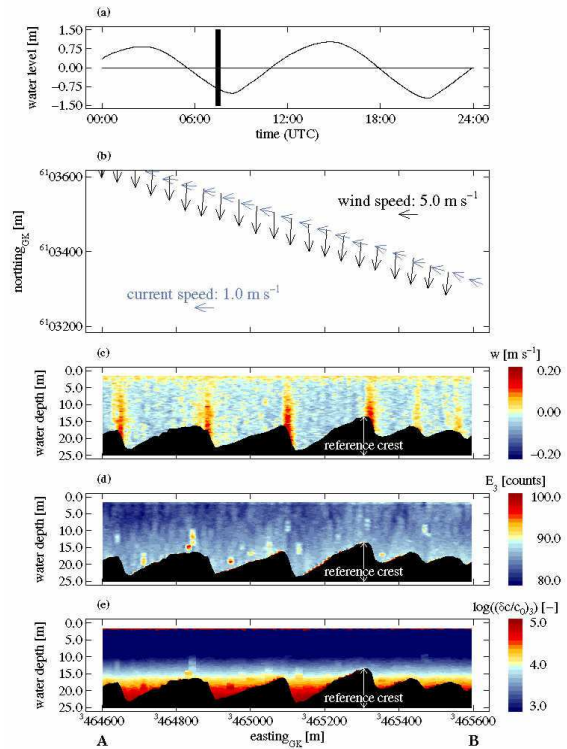 (a)
water level [m]
1.50
0.75
0.00
−0.75
−1.50
00:00 06:00 12:00 18:00 24:00
time (UTC)
(b)
northing_GK [m]
⁶¹03600
⁶¹03400
⁶¹03200
wind speed: 5.0 m s⁻¹
current speed: 1.0 m s⁻¹
(c)
w [m s⁻¹]
water depth [m]
0.0
5.0
10.0
15.0
20.0
25.0
reference crest
0.20
0.00
−0.20
(d)
E₃ [counts]
water depth [m]
0.0
5.0
10.0
15.0
20.0
25.0
reference crest
100.0
90.0
80.0
(e)
log((δc/c₀)₃) [−]
water depth [m]
0.0
5.0
10.0
15.0
20.0
25.0
reference crest
5.0
4.0
3.0
³464600 ³464800 ³465000 ³465200 ³465400 ³465600
A easting_GK [m] B